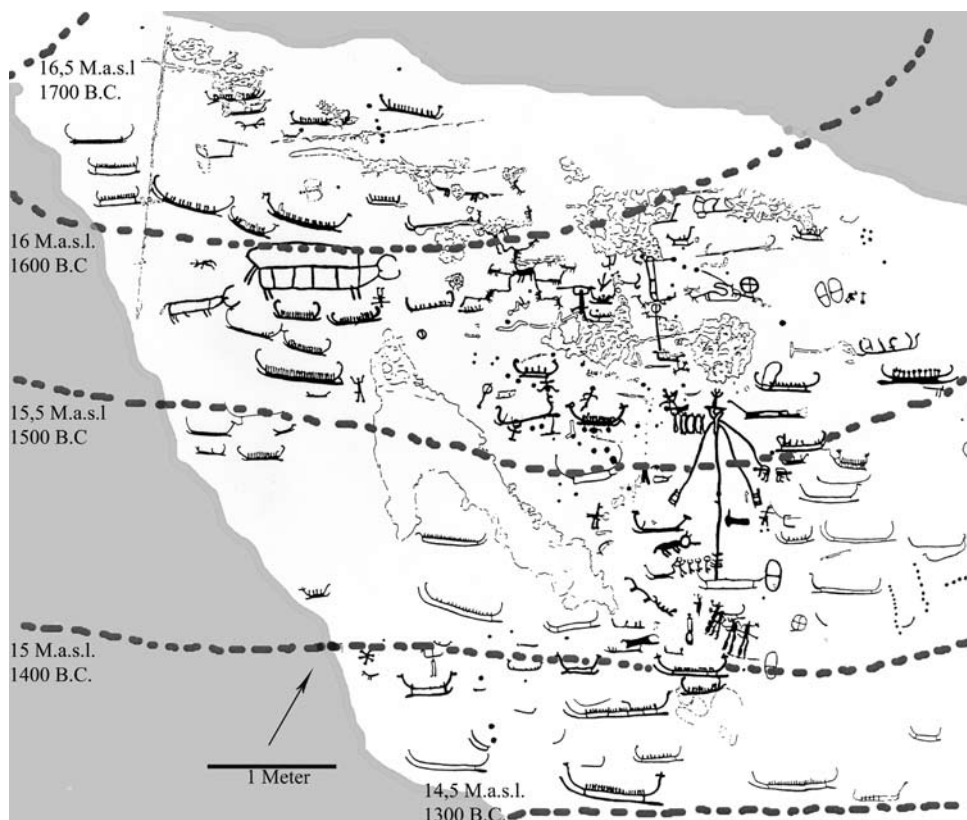 16,5 M.a.s.l
1700 B.C.
16 M.a.s.l.
1600 B.C
15,5 M.a.s.l
1500 B.C
15 M.a.s.l.
1400 B.C.
1 Meter
14,5 M.a.s.l.
1300 B.C.